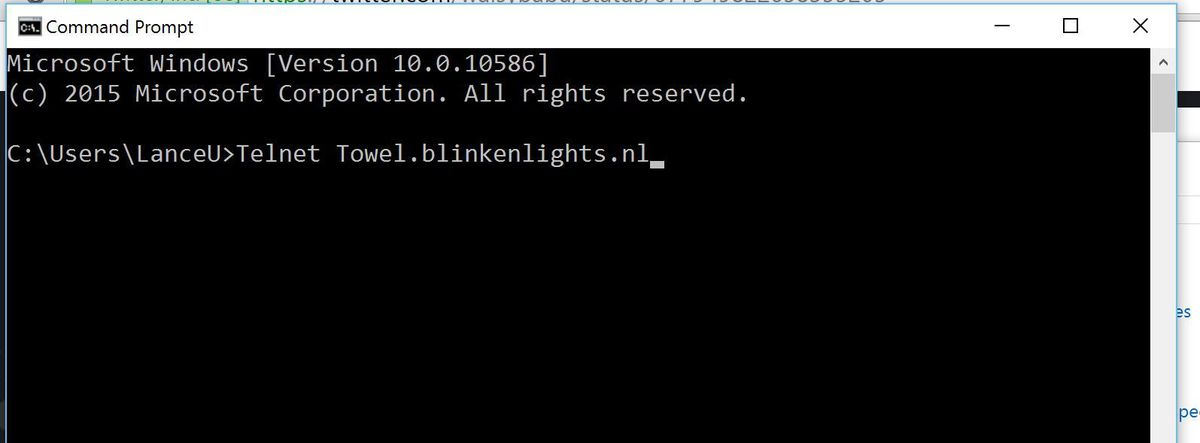 Command Prompt
Microsoft Windows [Version 10.0.10586]
(c) 2015 Microsoft Corporation. All rights reserved.
C:\Users\LanceU>Telnet Towel.blinkenlights.nl